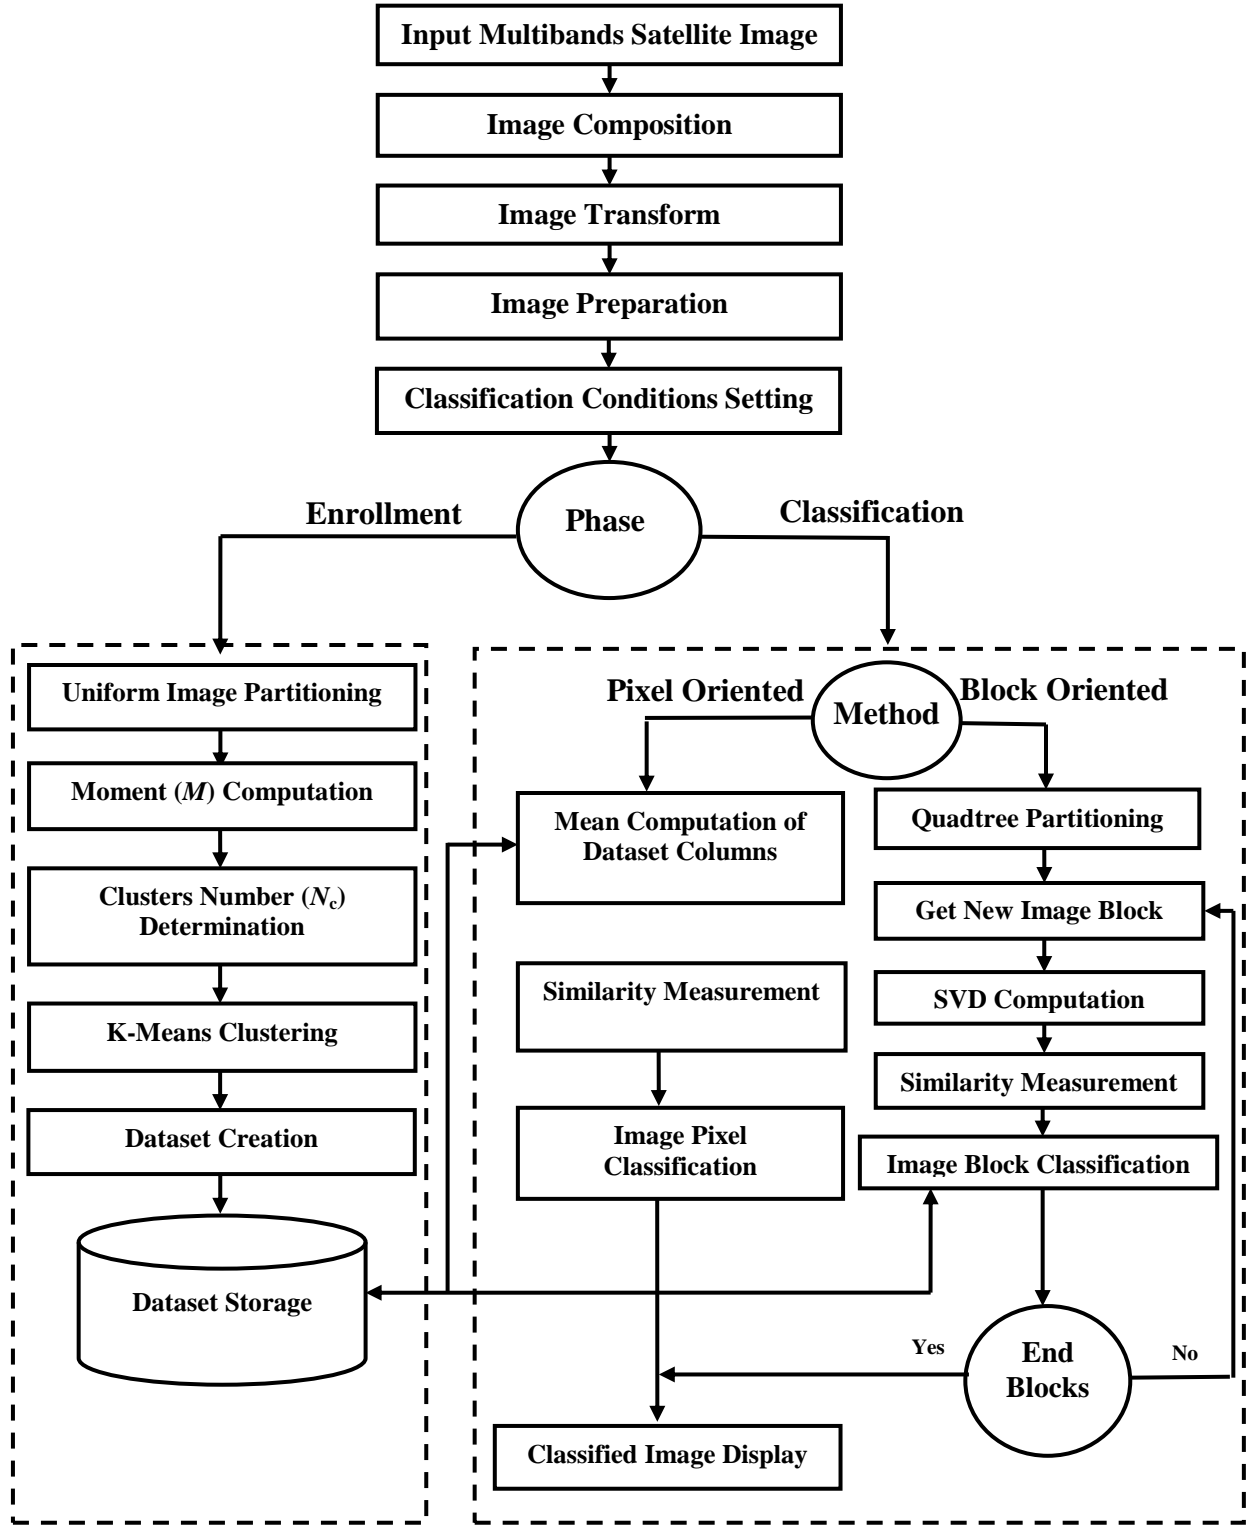 Input Multibands Satellite Image
Image Composition
Image Transform
Image Preparation
Classification Conditions Setting
Phase
Enrollment
Classification
Uniform Image Partitioning
Moment (M) Computation
Clusters Number (Nc)
Determination
K-Means Clustering
Dataset Creation
Dataset Storage
Method
Pixel Oriented
Block Oriented
Mean Computation of
Dataset Columns
Similarity Measurement
Image Pixel
Classification
Quadtree Partitioning
Get New Image Block
SVD Computation
Similarity Measurement
Image Block Classification
End
Blocks
Yes
No
Classified Image Display